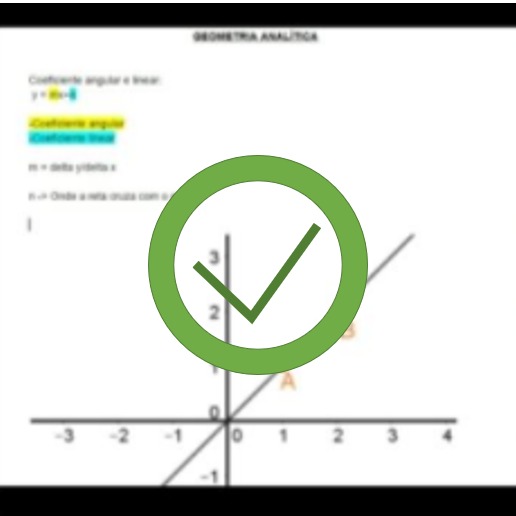 GEOMETRIA ANALÍTICA
Coeficiente angular e linear:
y = mx+n
-Coeficiente angular
-Coeficiente linear
m = delta y/delta x
n -> Onde a reta cruza com o
3
2
1
B
A
0
-3 -2 -1 0 1 2 3 4
-1